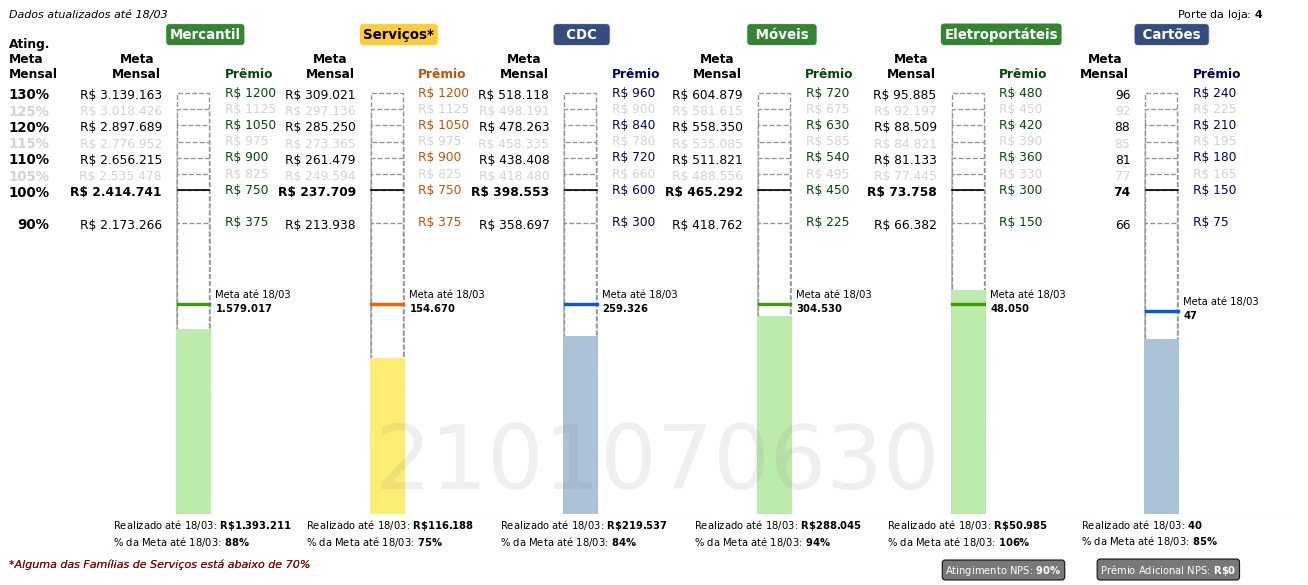 Dados atualizados até 18/03
Porte da loja: 4
Mercantil Serviços* CDC Móveis Eletroportáteis Cartões
Ating.
Meta Meta Meta Meta Meta Meta Meta
Mensal Mensal Prêmio Mensal Prêmio Mensal Prêmio Mensal Prêmio Mensal Prêmio Mensal Prêmio
130% R$ 3.139.163 R$ 1200 R$ 309.021 R$ 1200 R$ 518.118 R$ 960 R$ 604.879 R$ 720 R$ 95.885 R$ 480 96 R$ 240
125% R$ 3.018.426 R$ 1125 R$ 297.136 R$ 1125 R$ 498.191 R$ 900 R$ 581.615 R$ 675 R$ 92.197 R$ 450 92 R$ 225
120% R$ 2.897.689 R$ 1050 R$ 285.250 R$ 1050 R$ 478.263 R$ 840 R$ 558.350 R$ 630 R$ 88.509 R$ 420 88 R$ 210
115% R$ 2.776.952 R$ 975 R$ 273.365 R$ 975 R$ 458.335 R$ 780 R$ 535.085 R$ 585 R$ 84.821 R$ 390 85 R$ 195
110% R$ 2.656.215 R$ 900 R$ 261.479 R$ 900 R$ 438.408 R$ 720 R$ 511.821 R$ 540 R$ 81.133 R$ 360 81 R$ 180
105% R$ 2.535.478 R$ 825 R$ 249.594 R$ 825 R$ 418.480 R$ 660 R$ 488.556 R$ 495 R$ 77.445 R$ 330 77 R$ 165
100% R$ 2.414.741 R$ 750 R$ 237.709 R$ 750 R$ 398.553 R$ 600 R$ 465.292 R$ 450 R$ 73.758 R$ 300 74 R$ 150
90% R$ 2.173.266 R$ 375 R$ 213.938 R$ 375 R$ 358.697 R$ 300 R$ 418.762 R$ 225 R$ 66.382 R$ 150 66 R$ 75
Meta até 18/03 Meta até 18/03 Meta até 18/03 Meta até 18/03 Meta até 18/03 Meta até 18/03
1.579.017 154.670 259.326 304.530 48.050 47
2101070630
Realizado até 18/03: R$1.393.211 Realizado até 18/03: R$116.188 Realizado até 18/03: R$219.537 Realizado até 18/03: R$288.045 Realizado até 18/03: R$50.985 Realizado até 18/03: 40
% da Meta até 18/03: 88% % da Meta até 18/03: 75% % da Meta até 18/03: 84% % da Meta até 18/03: 94% % da Meta até 18/03: 106% % da Meta até 18/03: 85%
*Alguma das Famílias de Serviços está abaixo de 70%
Atingimento NPS: 90% Prêmio Adicional NPS: R$0